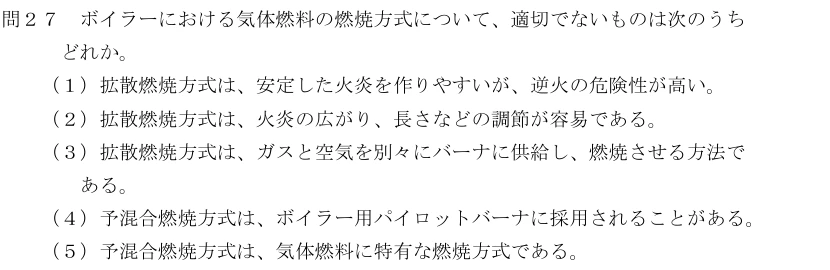 問２７　ボイラーにおける気体燃料の燃焼方式について、適切でないものは次のうち
どれか。
（１）拡散燃焼方式は、安定した火炎を作りやすいが、逆火の危険性が高い。
（２）拡散燃焼方式は、火炎の広がり、長さなどの調節が容易である。
（３）拡散燃焼方式は、ガスと空気を別々にバーナに供給し、燃焼させる方法で
ある。
（４）予混合燃焼方式は、ボイラー用パイロットバーナに採用されることがある。
（５）予混合燃焼方式は、気体燃料に特有な燃焼方式である。